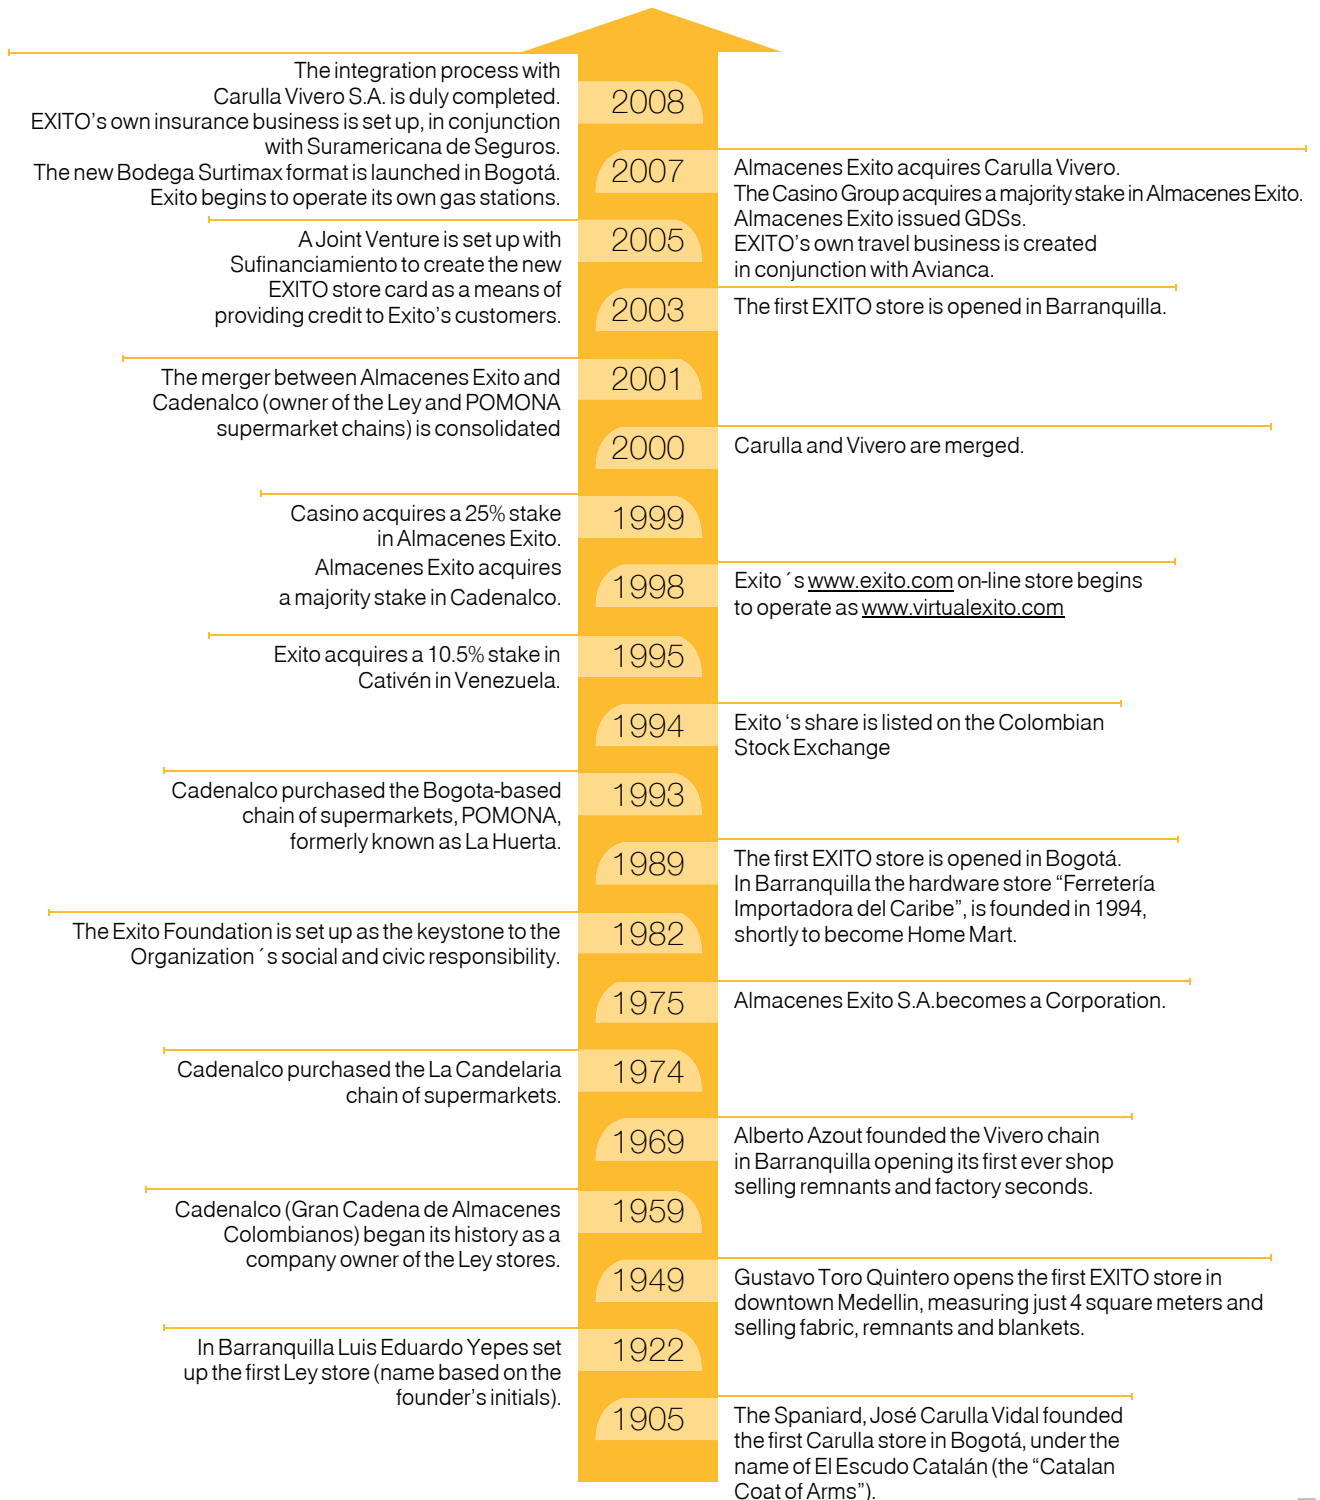 2008
The integration process with
Carulla Vivero S.A. is duly completed.
EXITO’s own insurance business is set up, in conjunction
with Suramericana de Seguros.
The new Bodega Surtimax format is launched in Bogotá.
Exito begins to operate its own gas stations.
2007
Almacenes Exito acquires Carulla Vivero.
The Casino Group acquires a majority stake in Almacenes Exito.
Almacenes Exito issued GDSs.
EXITO’s own travel business is created
in conjunction with Avianca.
2005
A Joint Venture is set up with
Sufinanciamiento to create the new
EXITO store card as a means of
providing credit to Exito’s customers.
2003
The first EXITO store is opened in Barranquilla.
2001
The merger between Almacenes Exito and
Cadenalco (owner of the Ley and POMONA
supermarket chains) is consolidated
2000
Carulla and Vivero are merged.
1999
Casino acquires a 25% stake
in Almacenes Exito.
Almacenes Exito acquires
a majority stake in Cadenalco.
1998
Exito ´s www.exito.com on-line store begins
to operate as www.virtualexito.com
1995
Exito acquires a 10.5% stake in
Cativén in Venezuela.
1994
Exito ‘s share is listed on the Colombian
Stock Exchange
1993
Cadenalco purchased the Bogota-based
chain of supermarkets, POMONA,
formerly known as La Huerta.
1989
The first EXITO store is opened in Bogotá.
In Barranquilla the hardware store “Ferretería
Importadora del Caribe”, is founded in 1994,
shortly to become Home Mart.
1982
The Exito Foundation is set up as the keystone to the
Organization ´s social and civic responsibility.
1975
Almacenes Exito S.A.becomes a Corporation.
1974
Cadenalco purchased the La Candelaria
chain of supermarkets.
1969
Alberto Azout founded the Vivero chain
in Barranquilla opening its first ever shop
selling remnants and factory seconds.
1959
Cadenalco (Gran Cadena de Almacenes
Colombianos) began its history as a
company owner of the Ley stores.
1949
Gustavo Toro Quintero opens the first EXITO store in
downtown Medellin, measuring just 4 square meters and
selling fabric, remnants and blankets.
1922
In Barranquilla Luis Eduardo Yepes set
up the first Ley store (name based on the
founder’s initials).
1905
The Spaniard, José Carulla Vidal founded
the first Carulla store in Bogotá, under the
name of El Escudo Catalán (the “Catalan
Coat of Arms”).